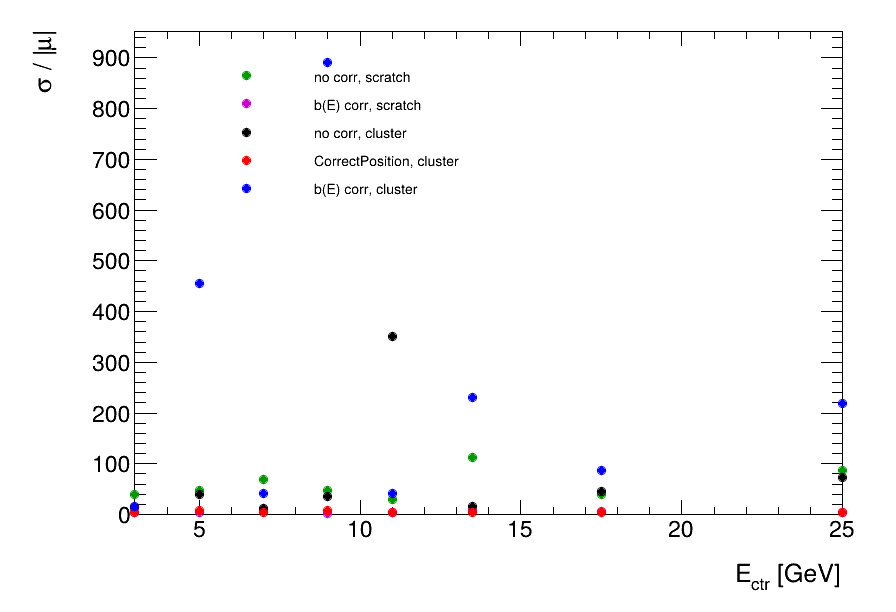 σ / |μ|
900
800
700
600
500
400
300
200
100
0
no corr, scratch
b(E) corr, scratch
no corr, cluster
CorrectPosition, cluster
b(E) corr, cluster
5 10 15 20 25
E_ctr [GeV]